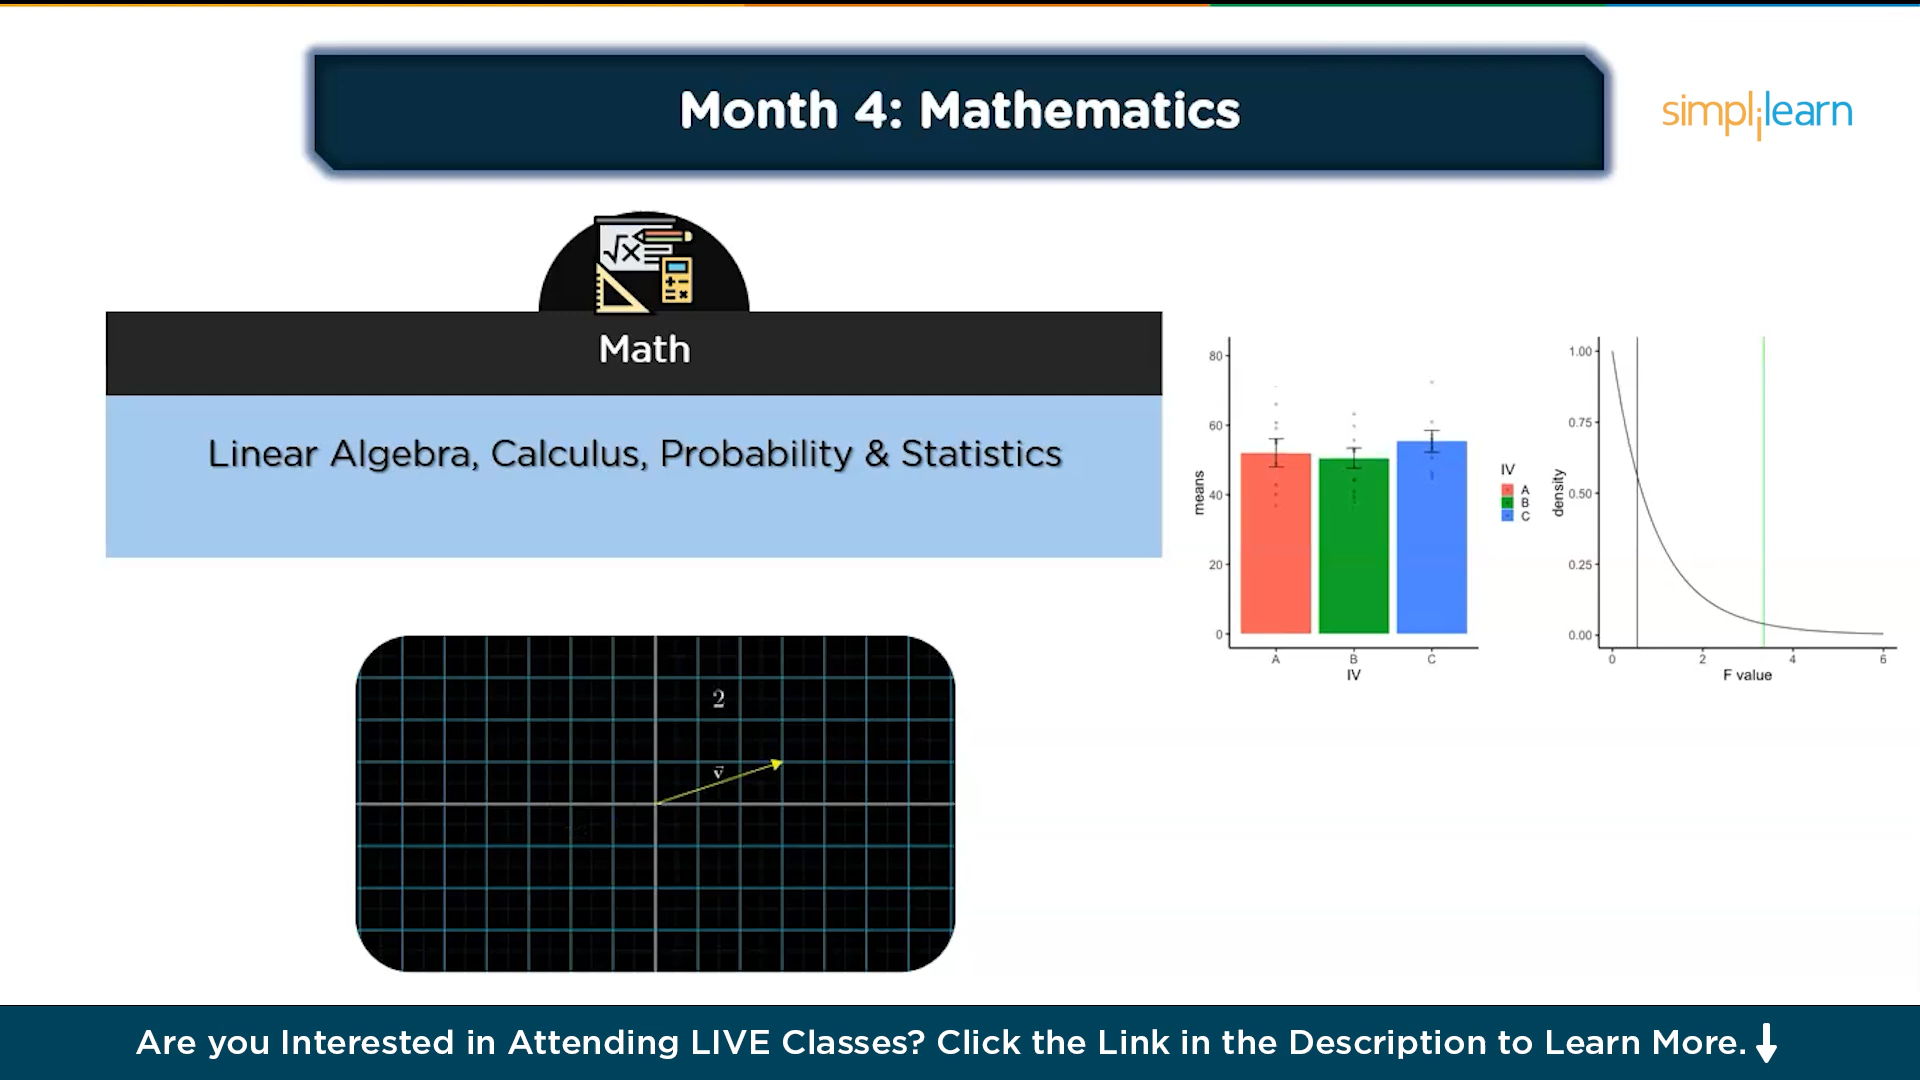 Month 4: Mathematics
simplilearn
√x
Math
Linear Algebra, Calculus, Probability & Statistics
80
60
40
20
0
means
A
B
C
IV
IV
A
B
C
1.00
0.75
0.50
0.25
0.00
density
0
2
4
6
F value
2
v⃗
Are you Interested in Attending LIVE Classes? Click the Link in the Description to Learn More.